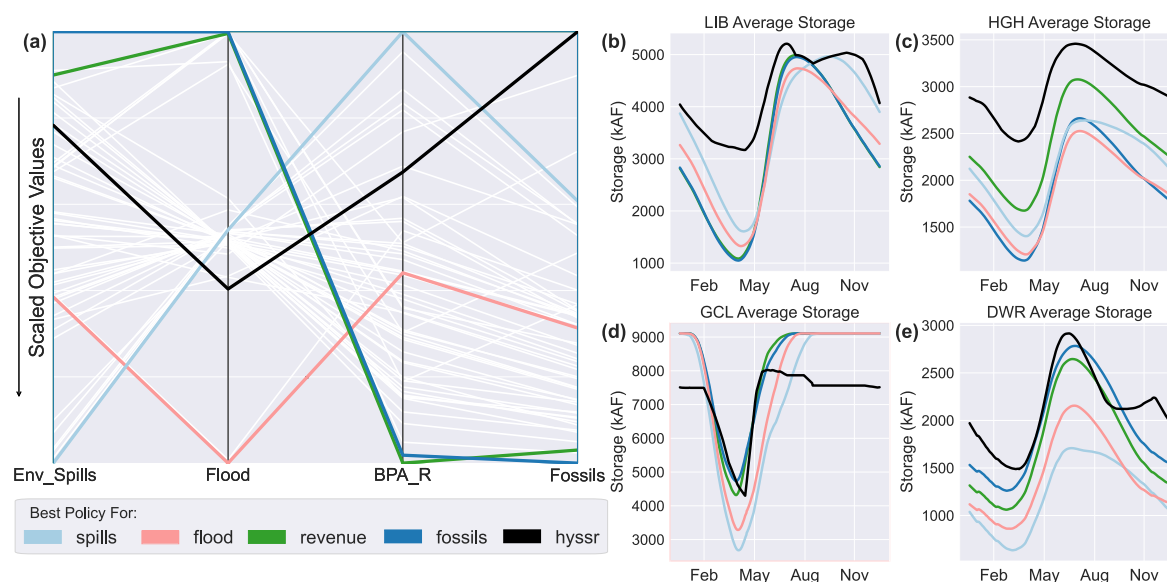 (a)
Scaled Objective Values
Env_Spills
Flood
BPA_R
Fossils
Best Policy For:
spills
flood
revenue
fossils
hyssr
(b)
LIB Average Storage
Storage (kAF)
5000
4000
3000
2000
1000
Feb
May
Aug
Nov
(c)
HGH Average Storage
Storage (kAF)
3500
3000
2500
2000
1500
Feb
May
Aug
Nov
(d)
GCL Average Storage
Storage (kAF)
9000
8000
7000
6000
5000
4000
3000
Feb
May
Aug
Nov
(e)
DWR Average Storage
Storage (kAF)
3000
2500
2000
1500
1000
Feb
May
Aug
Nov